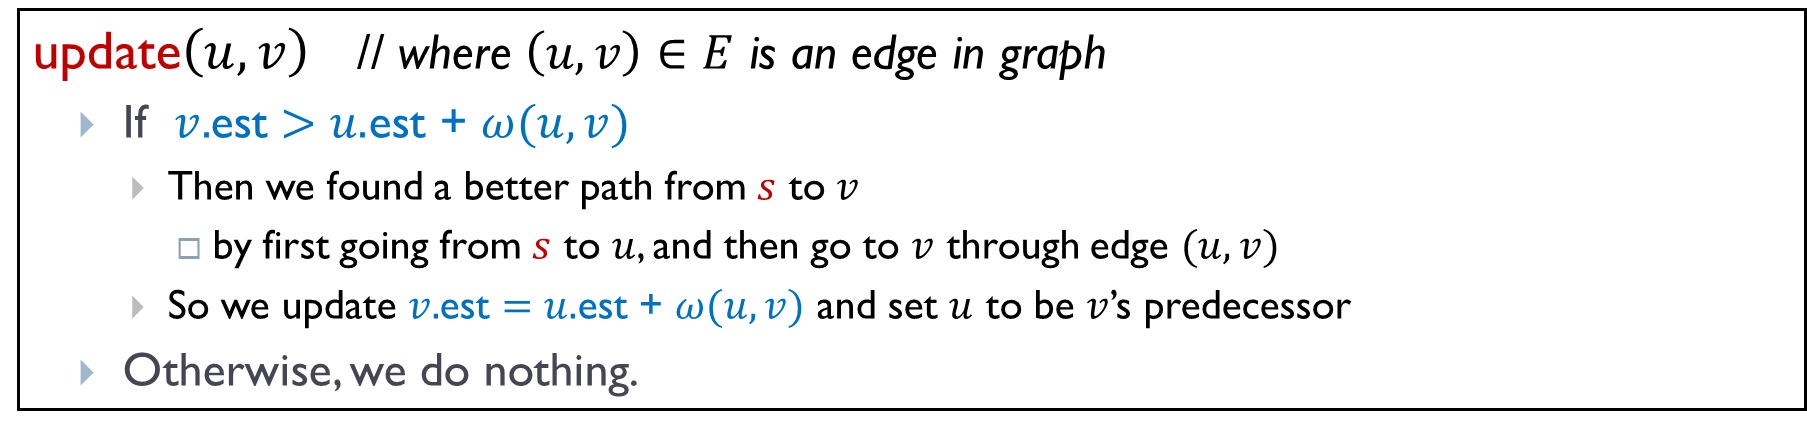 update(𝑢, 𝑣) // where (𝑢, 𝑣) ∈ 𝐸 is an edge in graph
If 𝑣.est > 𝑢.est + 𝜔(𝑢, 𝑣)
Then we found a better path from 𝑠 to 𝑣
by first going from 𝑠 to 𝑢, and then go to 𝑣 through edge (𝑢, 𝑣)
So we update 𝑣.est = 𝑢.est + 𝜔(𝑢, 𝑣) and set 𝑢 to be 𝑣’s predecessor
Otherwise, we do nothing.